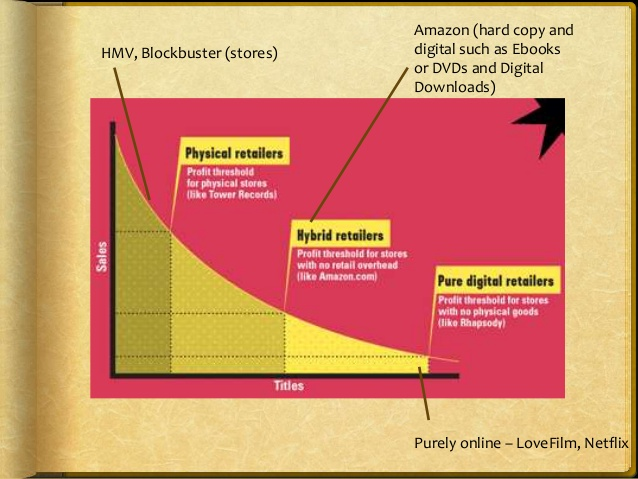 HMV, Blockbuster (stores)
Amazon (hard copy and
digital such as Ebooks
or DVDs and Digital
Downloads)
Physical retailers
Profit threshold
for physical stores
(like Tower Records)
Hybrid retailers
Profit threshold for stores
with no retail overhead
(like Amazon.com)
Pure digital retailers
Profit threshold for stores
with no physical goods
(like Rhapsody)
Sales
Titles
Purely online – LoveFilm, Netflix